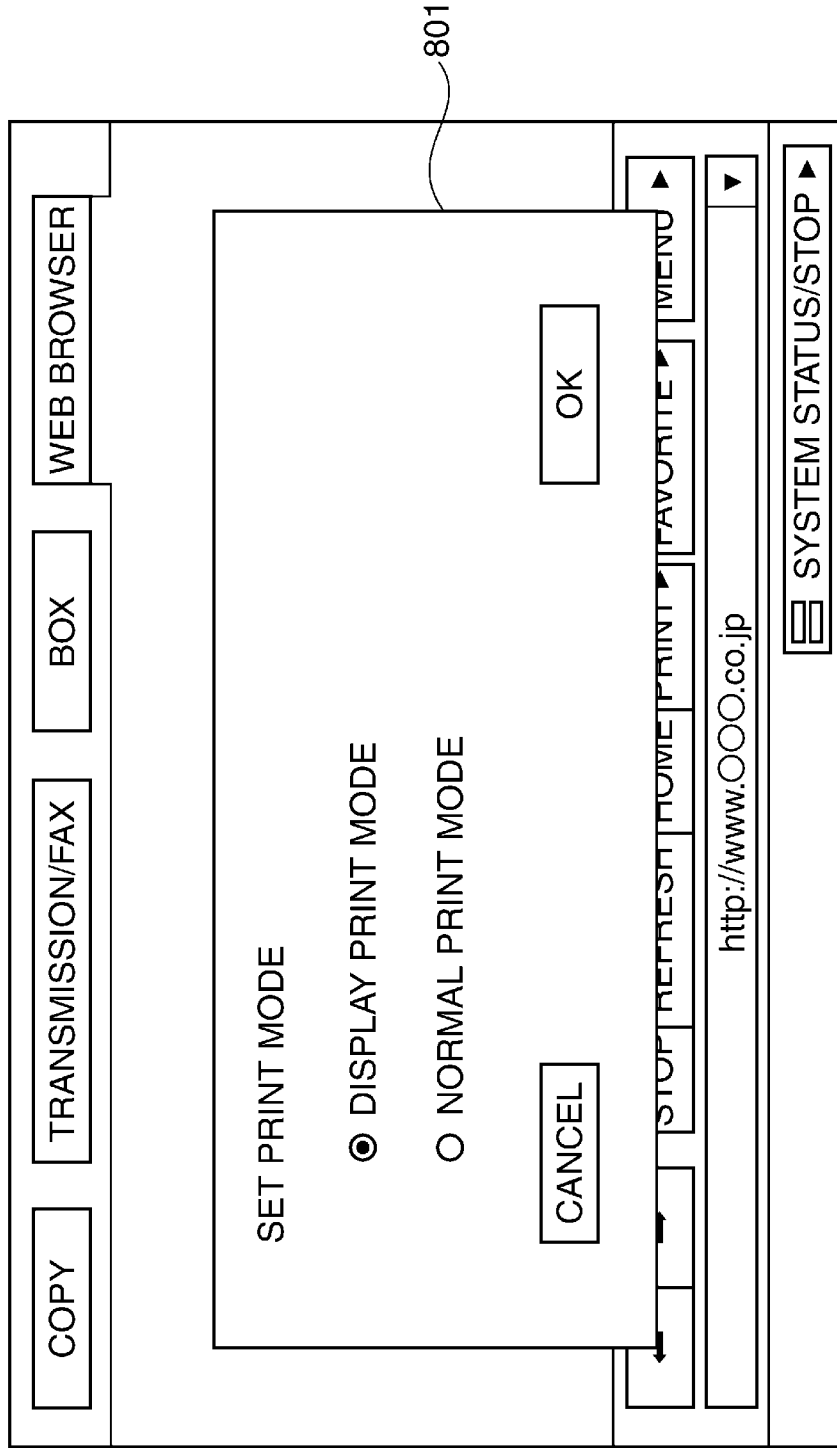 COPY TRANSMISSION/FAX BOX WEB BROWSER
SET PRINT MODE
DISPLAY PRINT MODE
NORMAL PRINT MODE
CANCEL OK
STOP REFRESH HOME PRINT FAVORITE MENU
http://www.○○○.co.jp
SYSTEM STATUS/STOP
801